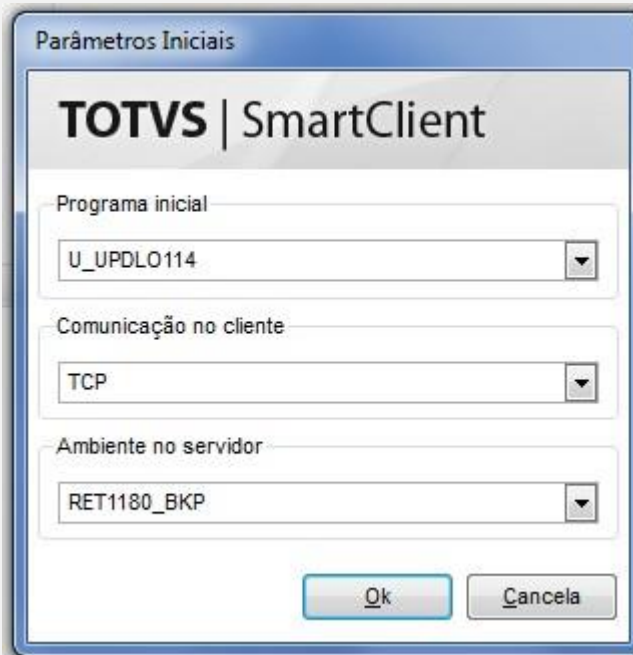 Parâmetros Iniciais
TOTVS | SmartClient
Programa inicial
U_UPDLO114
Comunicação no cliente
TCP
Ambiente no servidor
RET1180_BKP
Ok
Cancela